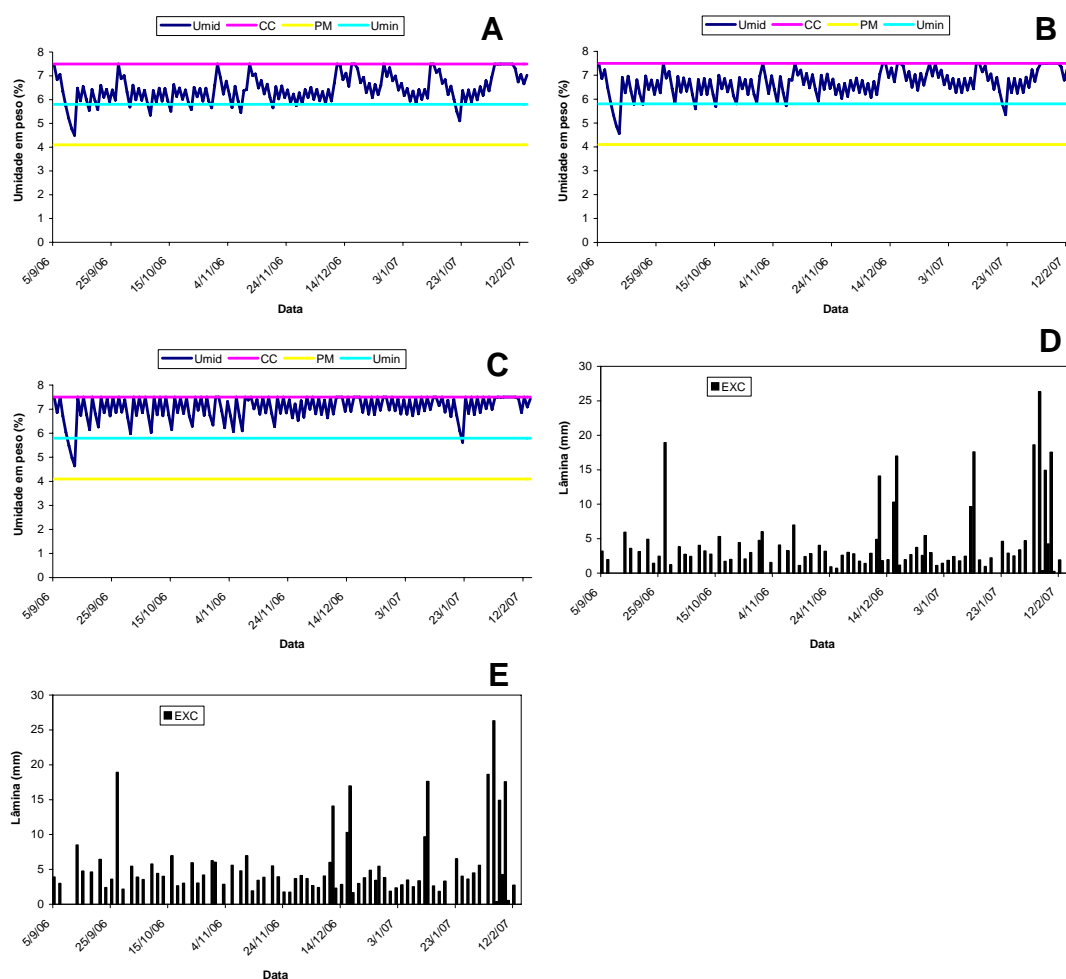 Umid CC PM Umin
A
Umidade em peso (%)
8
7
6
5
4
3
2
1
0
5/9/06 25/9/06 15/10/06 4/11/06 24/11/06 14/12/06 3/1/07 23/1/07 12/2/07
Data
Umid CC PM Umin
B
Umidade em peso (%)
8
7
6
5
4
3
2
1
0
5/9/06 25/9/06 15/10/06 4/11/06 24/11/06 14/12/06 3/1/07 23/1/07 12/2/07
Data
Umid CC PM Umin
C
Umidade em peso (%)
8
7
6
5
4
3
2
1
0
5/9/06 25/9/06 15/10/06 4/11/06 24/11/06 14/12/06 3/1/07 23/1/07 12/2/07
Data
D
EXC
Lâmina (mm)
30
25
20
15
10
5
0
5/9/06 25/9/06 15/10/06 4/11/06 24/11/06 14/12/06 3/1/07 23/1/07 12/2/07
Data
E
EXC
Lâmina (mm)
30
25
20
15
10
5
0
5/9/06 25/9/06 15/10/06 4/11/06 24/11/06 14/12/06 3/1/07 23/1/07 12/2/07
Data